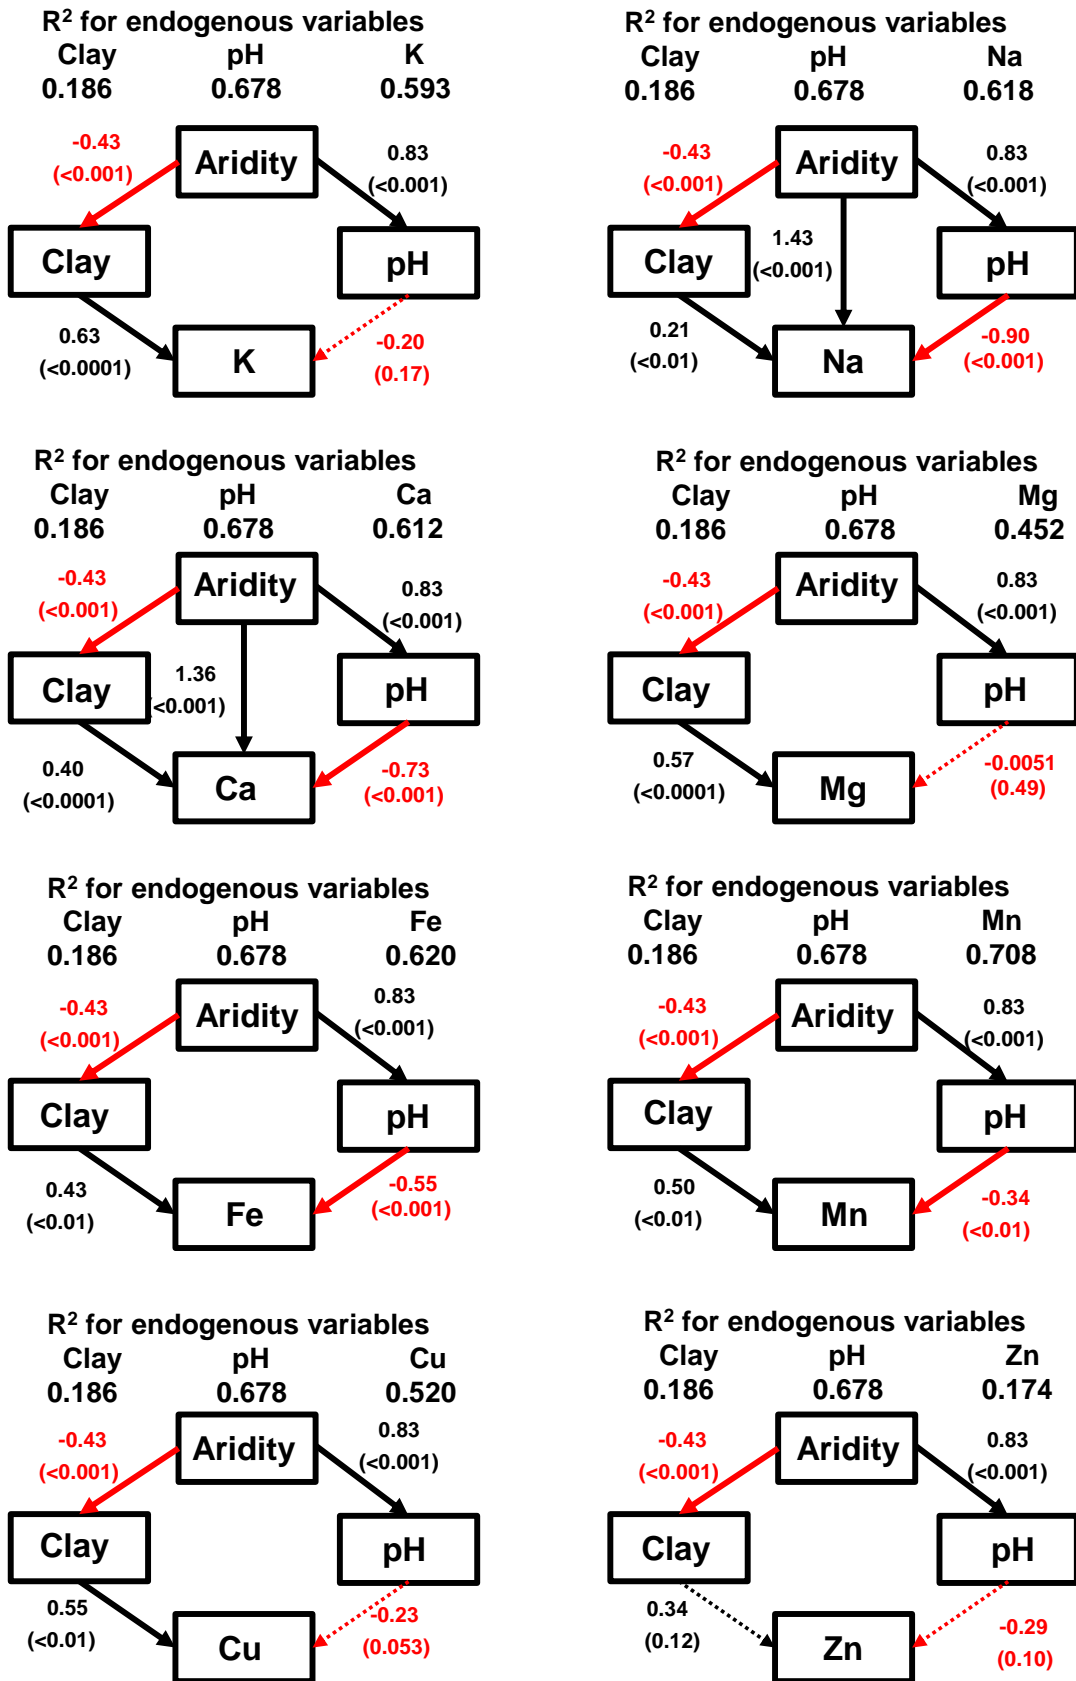 R² for endogenous variables
Clay pH K
0.186 0.678 0.593
-0.43
(<0.001)
Aridity
0.83
(<0.001)
Clay
pH
0.63
(<0.0001)
K
-0.20
(0.17)
R² for endogenous variables
Clay pH Na
0.186 0.678 0.618
-0.43
(<0.001)
Aridity
0.83
(<0.001)
Clay
1.43
(<0.001)
pH
0.21
(<0.01)
Na
-0.90
(<0.001)
R² for endogenous variables
Clay pH Ca
0.186 0.678 0.612
-0.43
(<0.001)
Aridity
0.83
(<0.001)
Clay
1.36
(<0.001)
pH
0.40
(<0.0001)
Ca
-0.73
(<0.001)
R² for endogenous variables
Clay pH Mg
0.186 0.678 0.452
-0.43
(<0.001)
Aridity
0.83
(<0.001)
Clay
pH
0.57
(<0.0001)
Mg
-0.0051
(0.49)
R² for endogenous variables
Clay pH Fe
0.186 0.678 0.620
-0.43
(<0.001)
Aridity
0.83
(<0.001)
Clay
pH
0.43
(<0.01)
Fe
-0.55
(<0.001)
R² for endogenous variables
Clay pH Mn
0.186 0.678 0.708
-0.43
(<0.001)
Aridity
0.83
(<0.001)
Clay
pH
0.50
(<0.01)
Mn
-0.34
(<0.01)
R² for endogenous variables
Clay pH Cu
0.186 0.678 0.520
-0.43
(<0.001)
Aridity
0.83
(<0.001)
Clay
pH
0.55
(<0.01)
Cu
-0.23
(0.053)
R² for endogenous variables
Clay pH Zn
0.186 0.678 0.174
-0.43
(<0.001)
Aridity
0.83
(<0.001)
Clay
pH
0.34
(0.12)
Zn
-0.29
(0.10)